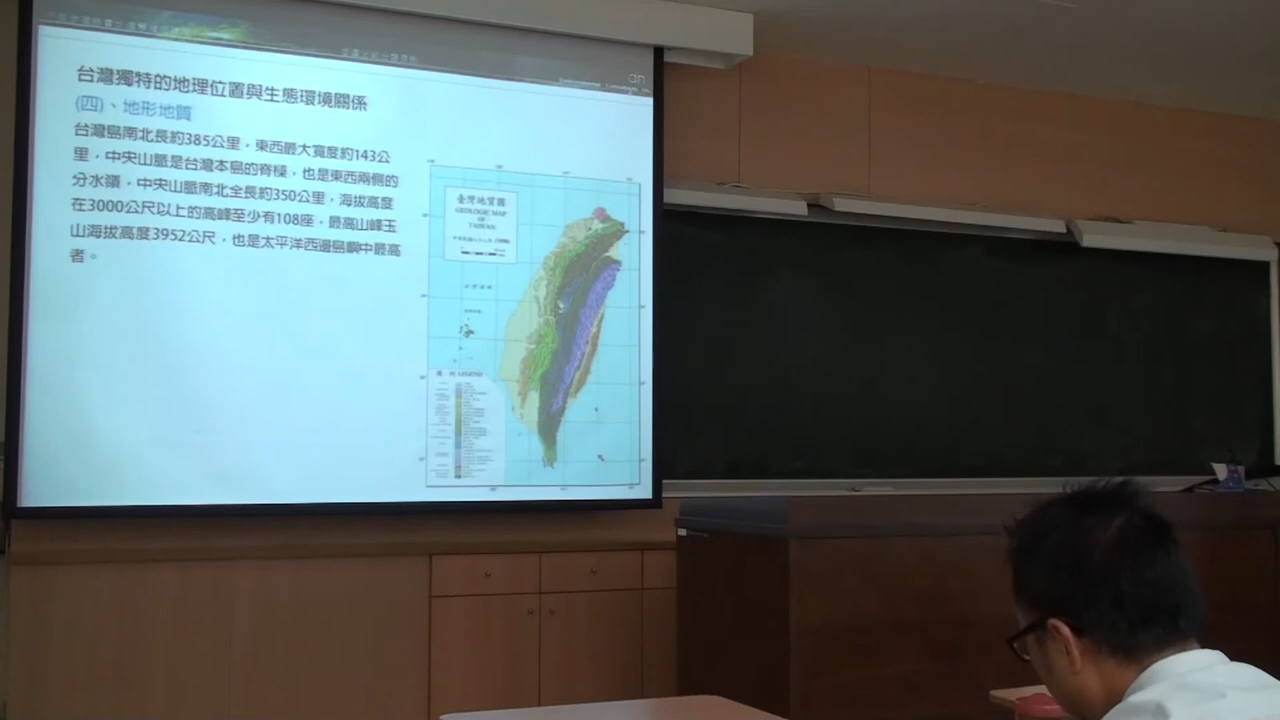 台灣獨特的地理位置與生態環境關係
(四)、地形地質
台灣島南北長約385公里，東西最大寬度約143公
里，中央山脈是台灣本島的脊樑，也是東西兩側的
分水嶺，中央山脈南北全長約350公里，海拔高度
在3000公尺以上的高峰至少有108座，最高山峰玉
山海拔高度3952公尺，也是太平洋西邊島嶼中最高
者。
臺灣地質圖
GEOLOGIC MAP
OF
TAIWAN
LEGEND